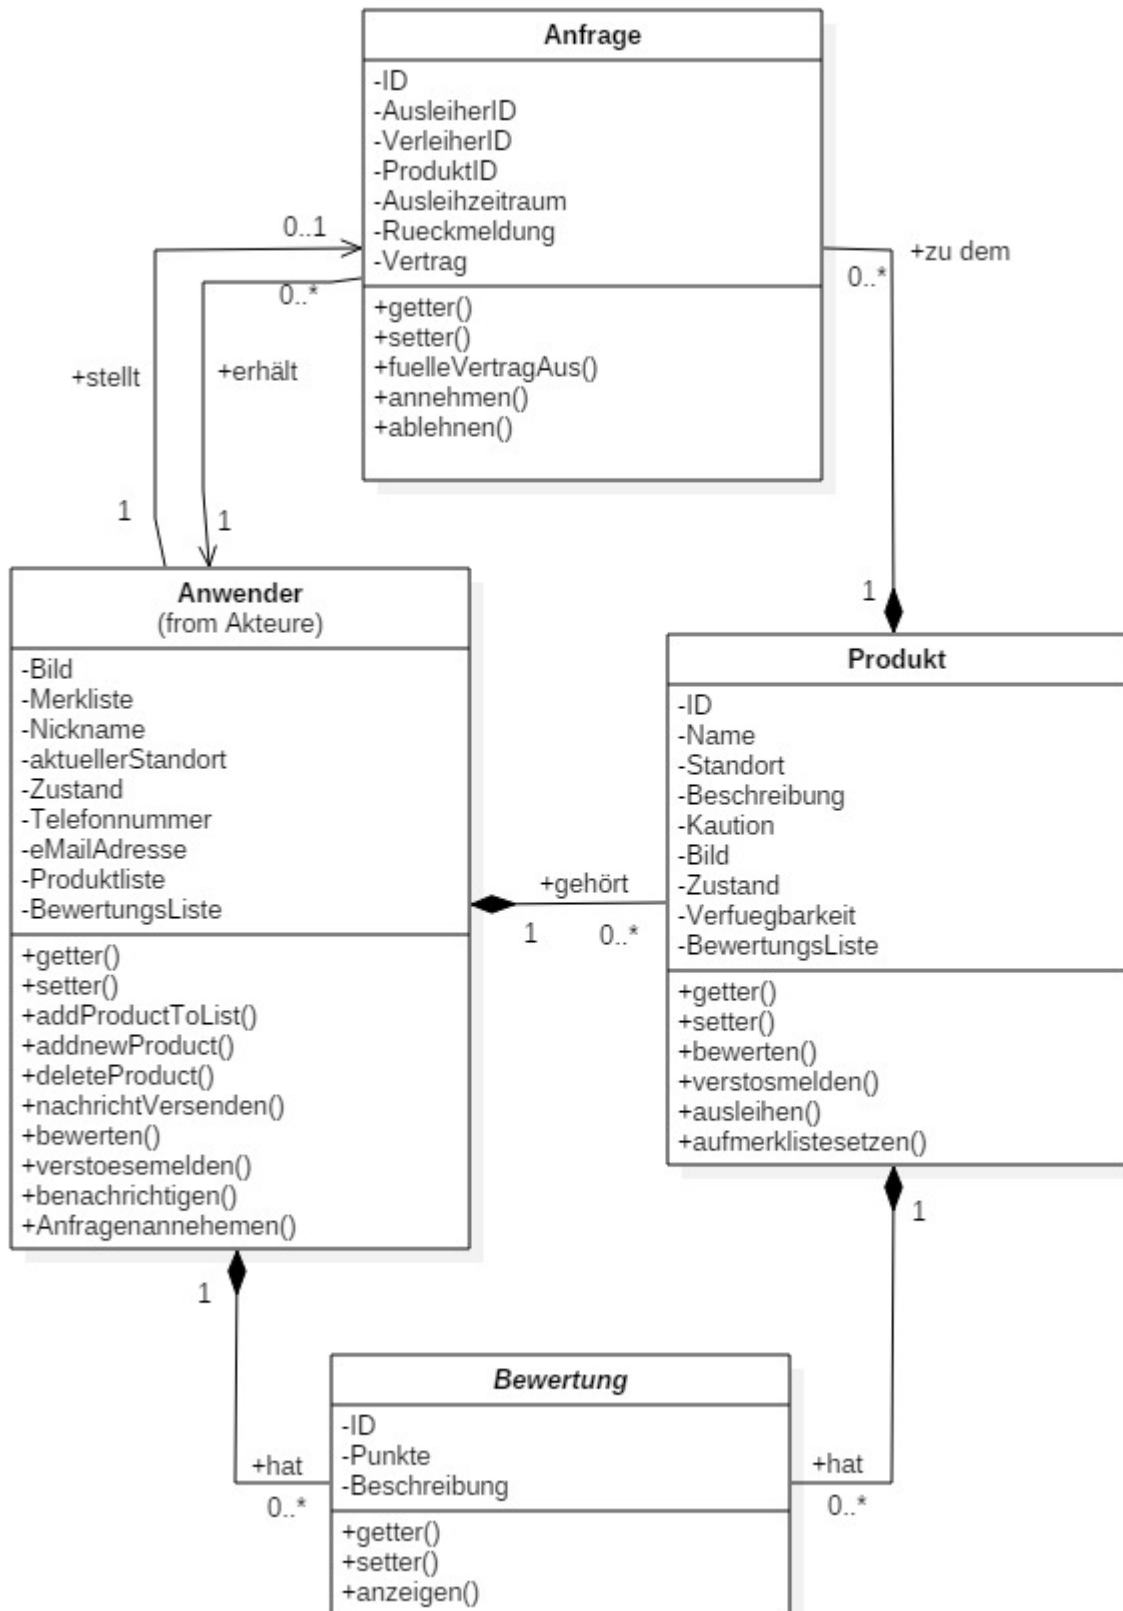 Anfrage
-ID
-AusleiherID
-VerleiherID
-ProduktID
-Ausleihzeitraum
-Rueckmeldung
-Vertrag
+getter()
+setter()
+fuelleVertragAus()
+annehmen()
+ablehnen()
0..1
0..*
+stellt
+erhält
1
1
+zu dem
0..*
1
Anwender
(from Akteure)
-Bild
-Merkliste
-Nickname
-aktuellerStandort
-Zustand
-Telefonnummer
-eMailAdresse
-Produktliste
-BewertungsListe
+getter()
+setter()
+addProductToList()
+addnewProduct()
+deleteProduct()
+nachrichtVersenden()
+bewerten()
+verstoesemelden()
+benachrichtigen()
+Anfragenannehemen()
+gehört
1
0..*
Produkt
-ID
-Name
-Standort
-Beschreibung
-Kaution
-Bild
-Zustand
-Verfuegbarkeit
-BewertungsListe
+getter()
+setter()
+bewerten()
+verstosmelden()
+ausleihen()
+aufmerklistesetzen()
1
1
+hat
0..*
+hat
0..*
Bewertung
-ID
-Punkte
-Beschreibung
+getter()
+setter()
+anzeigen()